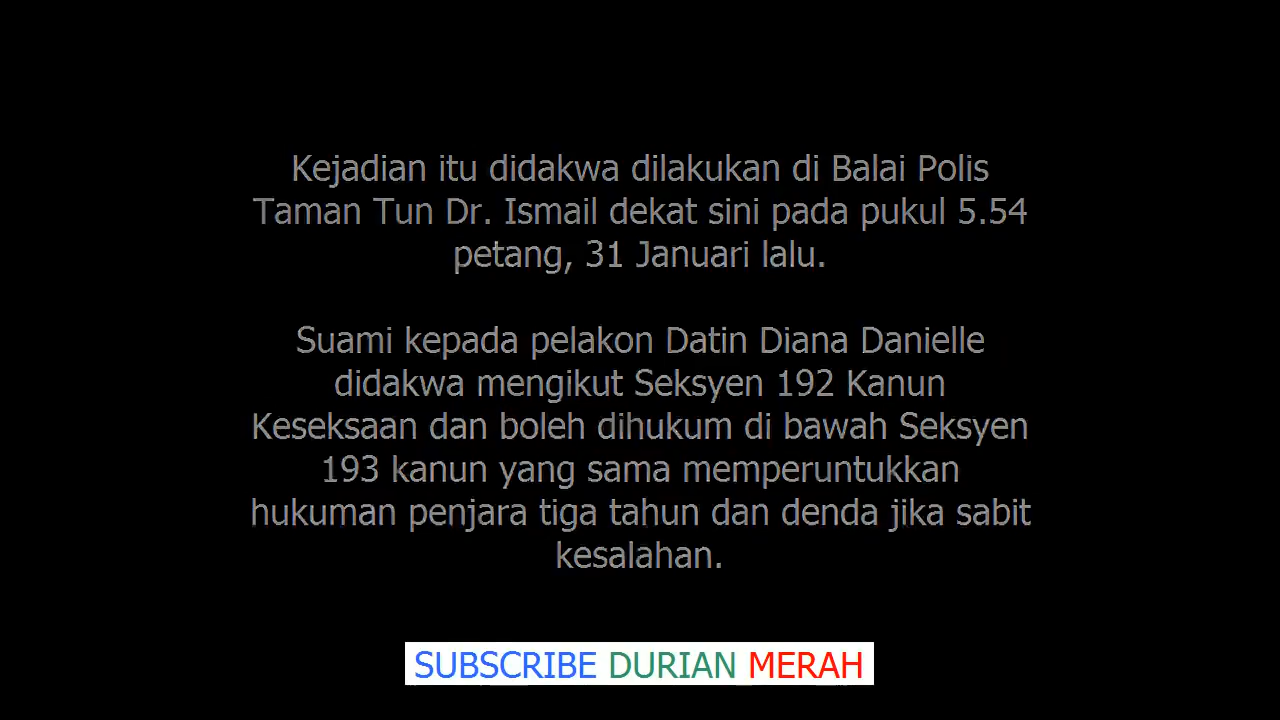 Kejadian itu didakwa dilakukan di Balai Polis
Taman Tun Dr. Ismail dekat sini pada pukul 5.54
petang, 31 Januari lalu.
Suami kepada pelakon Datin Diana Danielle
didakwa mengikut Seksyen 192 Kanun
Keseksaan dan boleh dihukum di bawah Seksyen
193 kanun yang sama memperuntukkan
hukuman penjara tiga tahun dan denda jika sabit
kesalahan.
SUBSCRIBE DURIAN MERAH